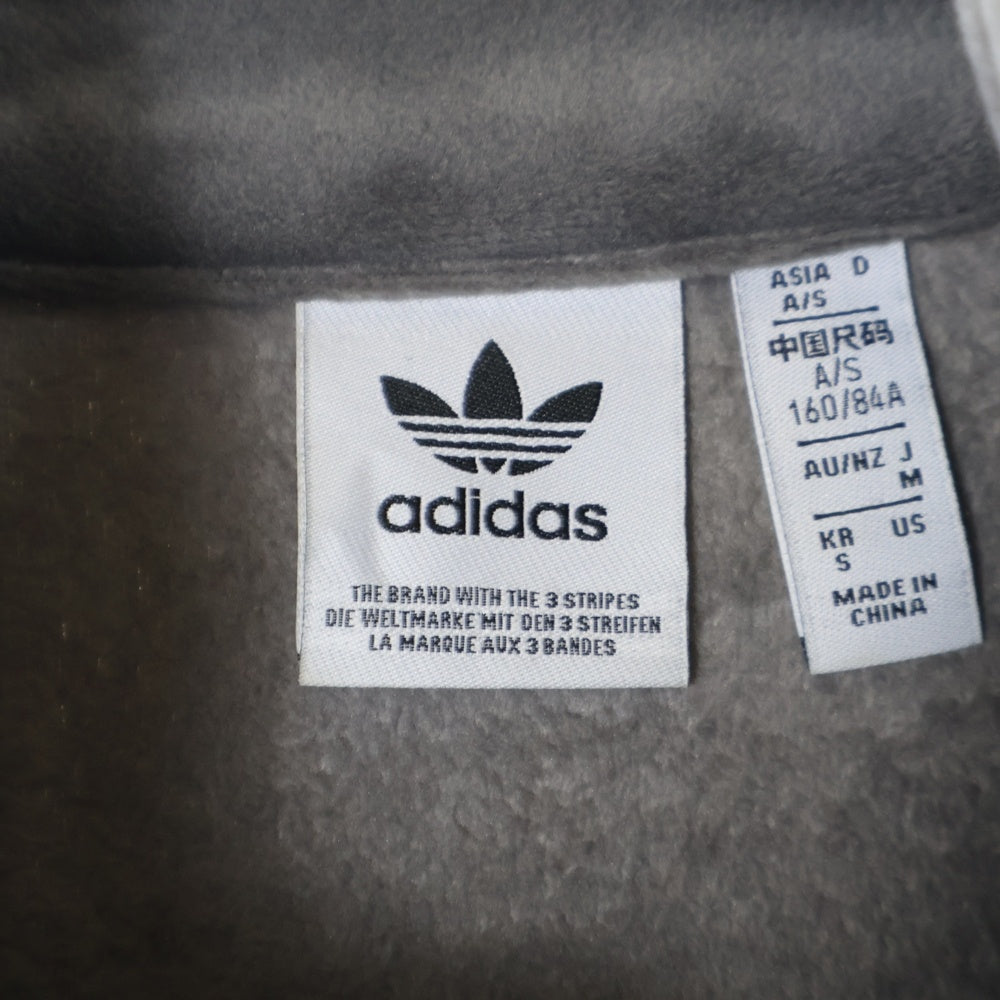 adidas
THE BRAND WITH THE 3 STRIPES
DIE WELTMARKE MIT DEN 3 STREIFEN
LA MARQUE AUX 3 BANDES
ASIA D
A/S
中国尺码
A/S
160/84A
AU/NZ J
M
KR US
S
MADE IN
CHINA